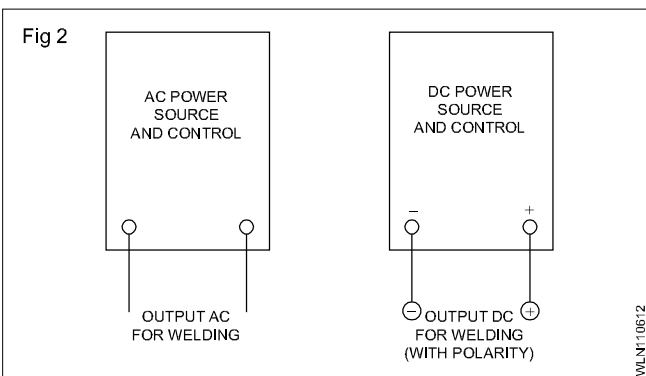 Fig 2
AC POWER
SOURCE
AND CONTROL
DC POWER
SOURCE
AND CONTROL
− +
OUTPUT AC
FOR WELDING
− OUTPUT DC +
FOR WELDING
(WITH POLARITY)
WLN110612